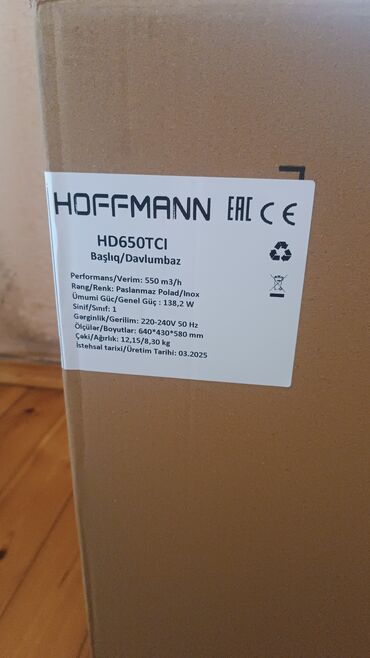 HOFFMANN EAC CE
HD650TCI
Başlıq/Davlumbaz
Performans/Verim: 550 m3/h
Rəng/Renk: Paslanmaz Polad/Inox
Ümumi Güc/Genel Güç : 138,2 W
Sinif/Sınıf: 1
Gərginlik/Gerilim: 220-240V 50 Hz
Ölçülər/Boyutlar: 640*430*580 mm
Çəki/Ağırlık: 12,15/8,30 kg
İstehsal tarixi/Üretim Tarihi: 03.2025